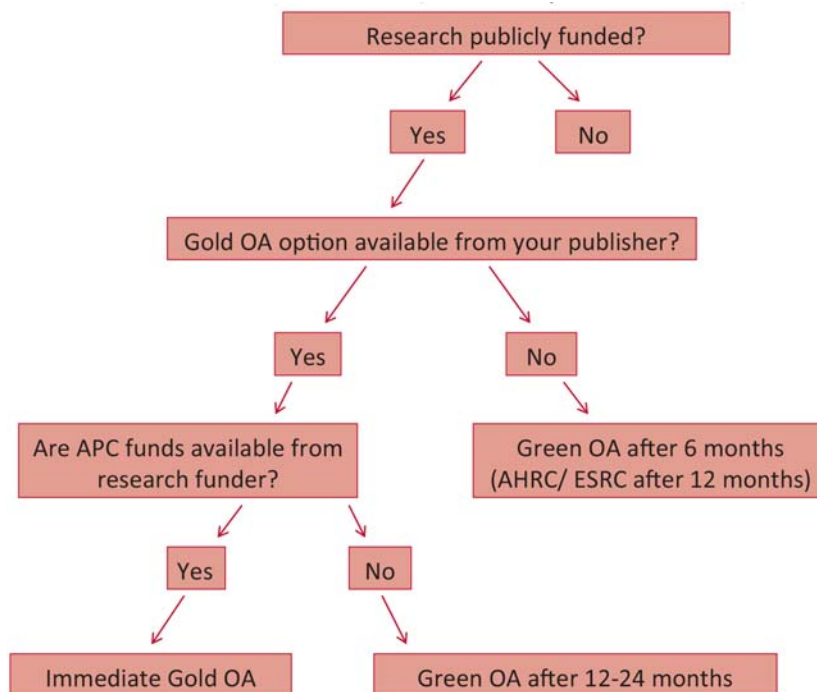 Research publicly funded?
Yes
No
Gold OA option available from your publisher?
Yes
No
Are APC funds available from
research funder?
Green OA after 6 months
(AHRC/ ESRC after 12 months)
Yes
No
Immediate Gold OA
Green OA after 12-24 months